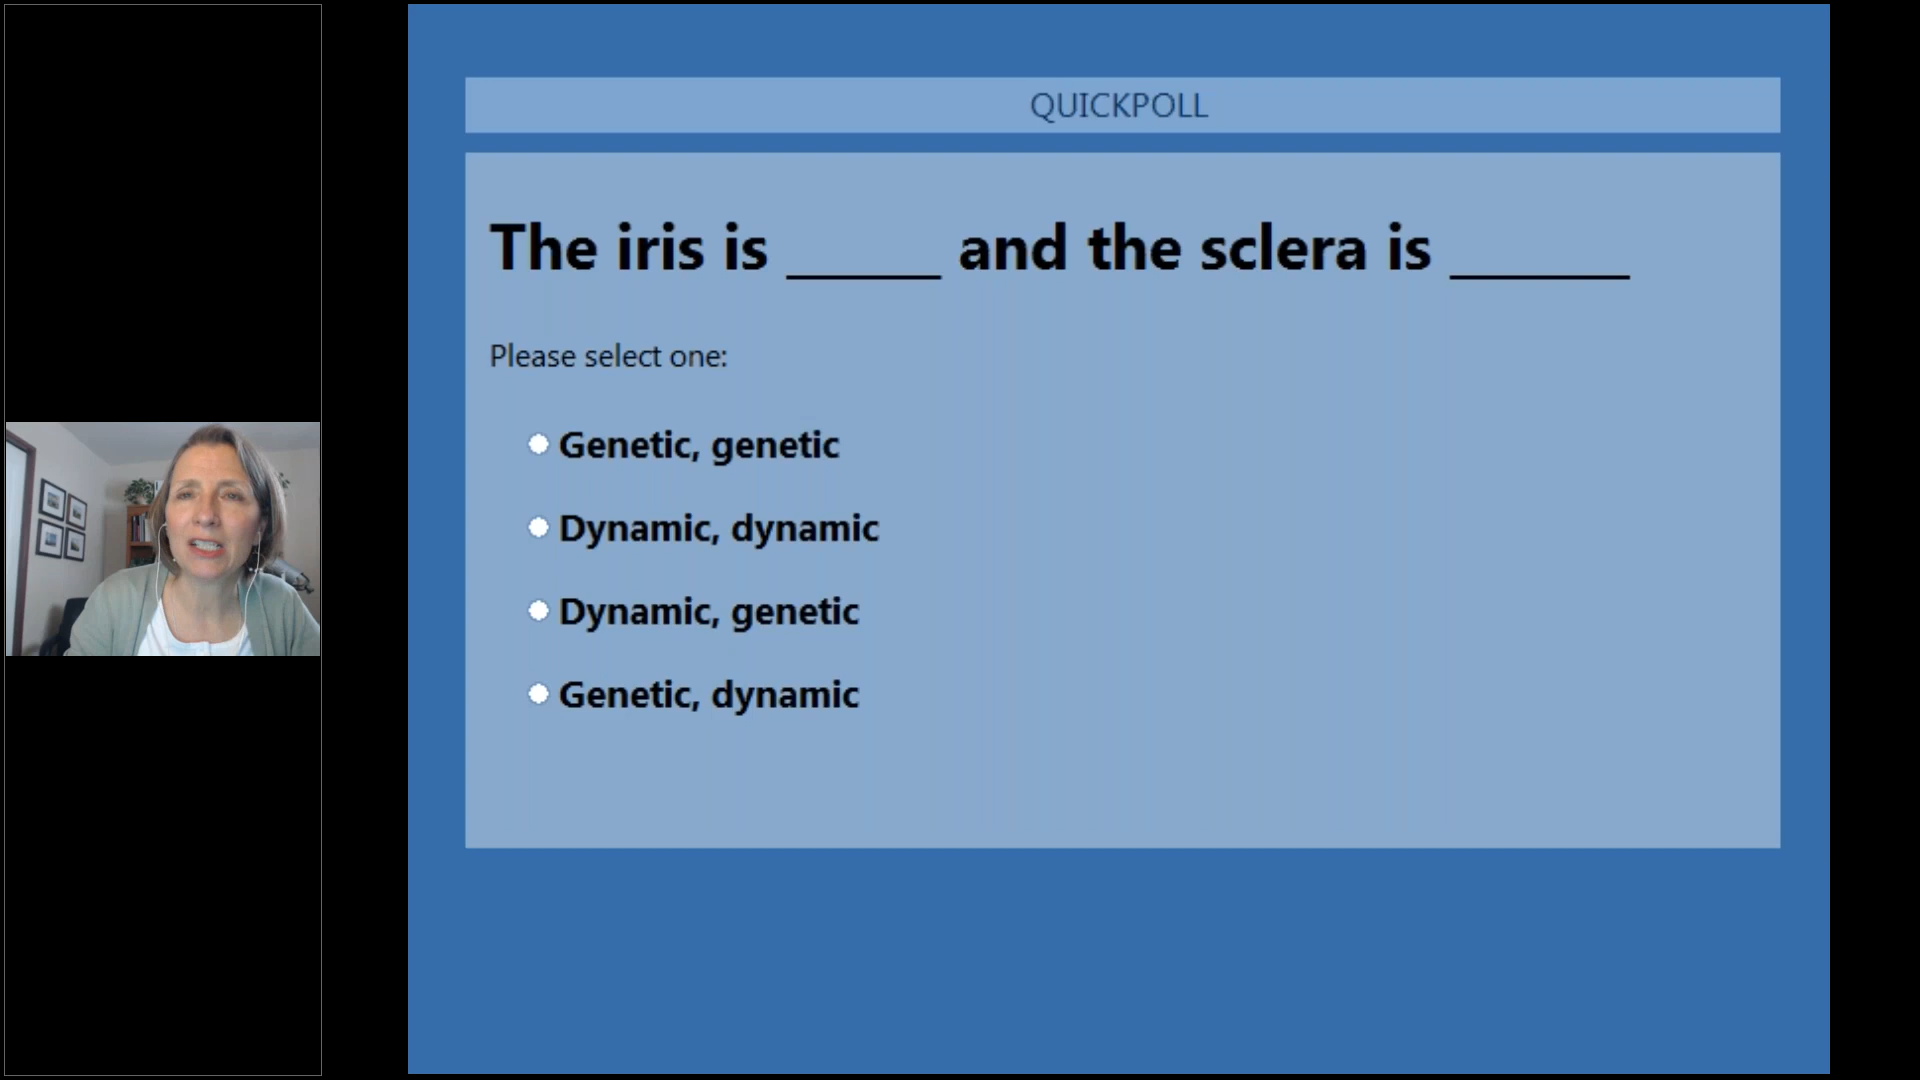 QUICKPOLL
The iris is ______ and the sclera is _______
Please select one:
Genetic, genetic
Dynamic, dynamic
Dynamic, genetic
Genetic, dynamic